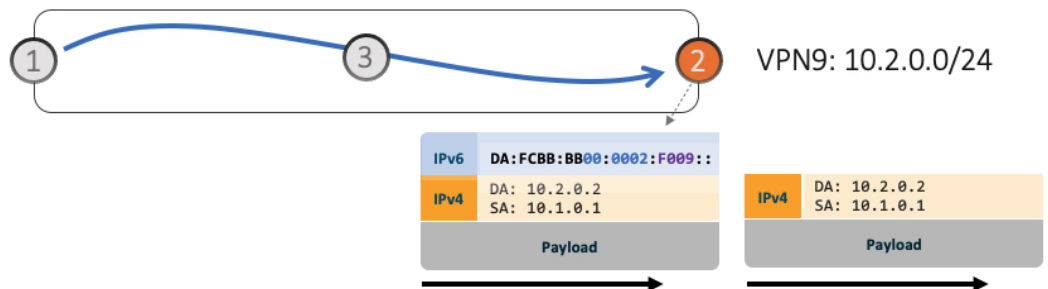 1
3
2
VPN9: 10.2.0.0/24
IPv6 DA:FCBB:BB00:0002:F009::
IPv4 DA: 10.2.0.2
SA: 10.1.0.1
Payload
IPv4 DA: 10.2.0.2
SA: 10.1.0.1
Payload